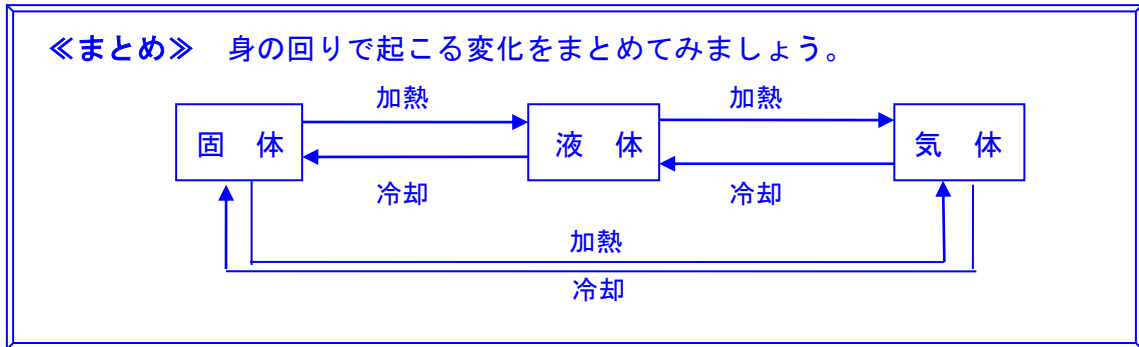 ≪まとめ≫ 身の回りで起こる変化をまとめてみましょう。
加熱 加熱
固 体 液 体 気 体
冷却 冷却
加熱
冷却